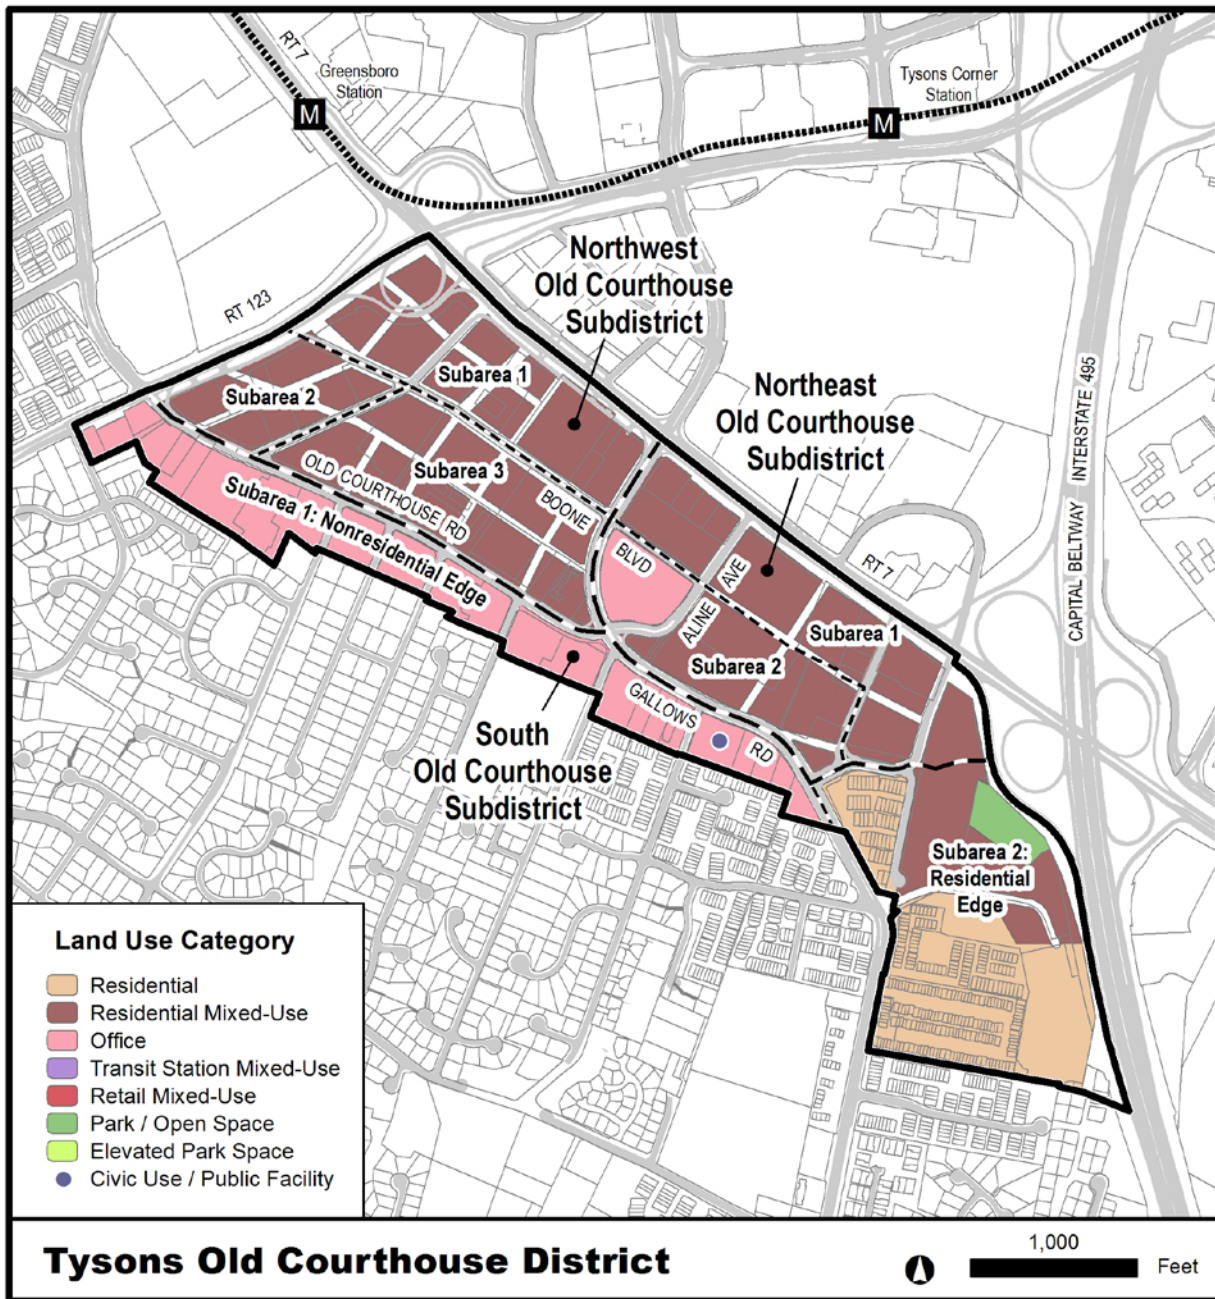 RT 7
Greensboro
Station
M
Tysons Corner
Station
M
Northwest
Old Courthouse
Subdistrict
RT 123
Subarea 1
Northeast
Old Courthouse
Subdistrict
Subarea 2
CAPITAL BELTWAY INTERSTATE 495
Subarea 3
OLD COURTHOUSE RD
BOONE
BLVD
Subarea 1: Nonresidential Edge
AVE
ALINE
RT 7
Subarea 1
Subarea 2
GALLOWS
RD
South
Old Courthouse
Subdistrict
Subarea 2:
Residential
Edge
Land Use Category
Residential
Residential Mixed-Use
Office
Transit Station Mixed-Use
Retail Mixed-Use
Park / Open Space
Elevated Park Space
Civic Use / Public Facility
Tysons Old Courthouse District
1,000
Feet